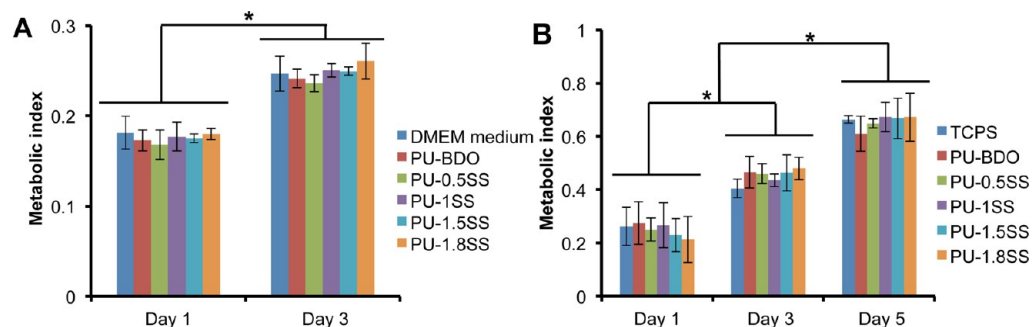 A
Metabolic index
0.3
0.2
0.1
0
*
Day 1
Day 3
DMEM medium
PU-BDO
PU-0.5SS
PU-1SS
PU-1.5SS
PU-1.8SS
B
Metabolic index
1
0.8
0.6
0.4
0.2
0
*
*
Day 1
Day 3
Day 5
TCPS
PU-BDO
PU-0.5SS
PU-1SS
PU-1.5SS
PU-1.8SS